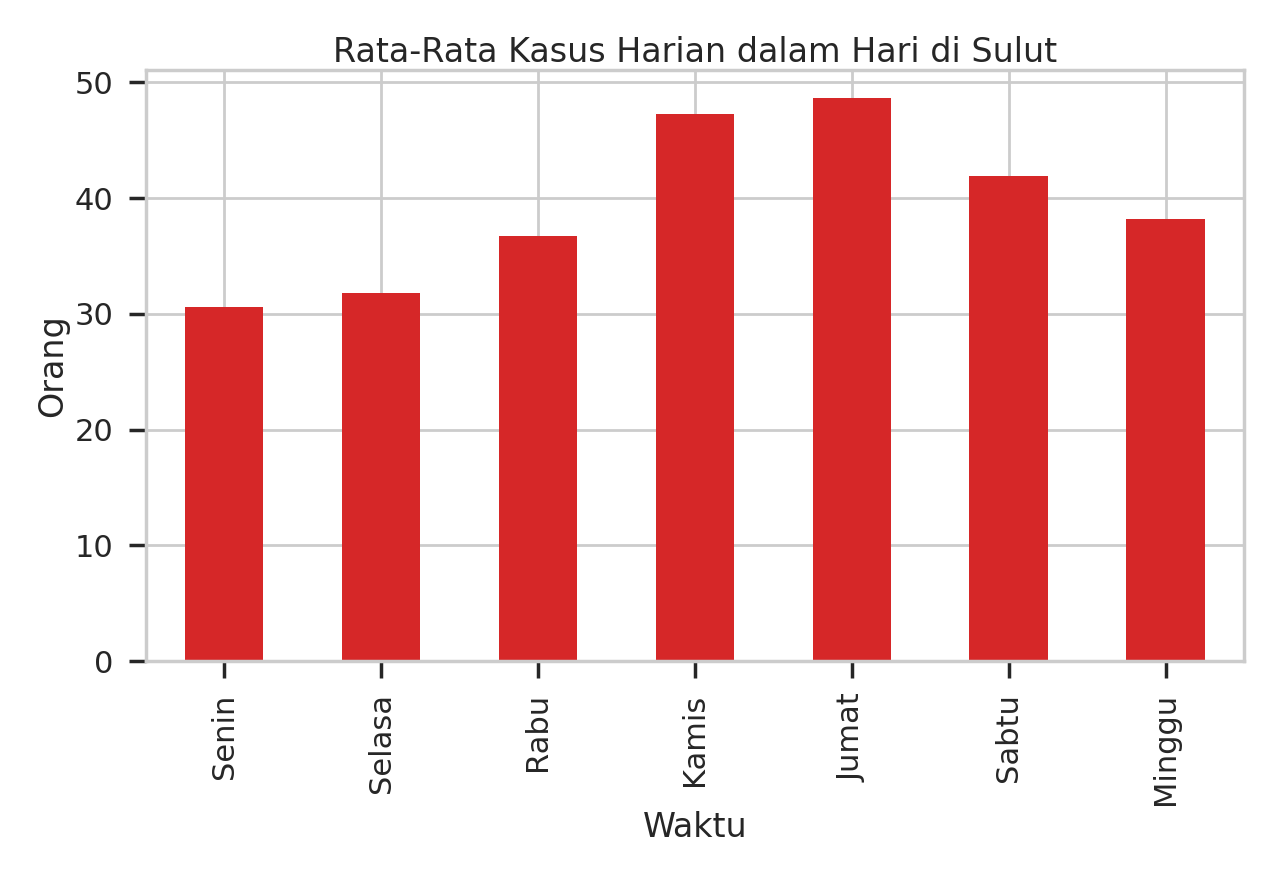 Rata-Rata Kasus Harian dalam Hari di Sulut
50
40
30
20
10
0
Orang
Senin
Selasa
Rabu
Kamis
Jumat
Sabtu
Minggu
Waktu